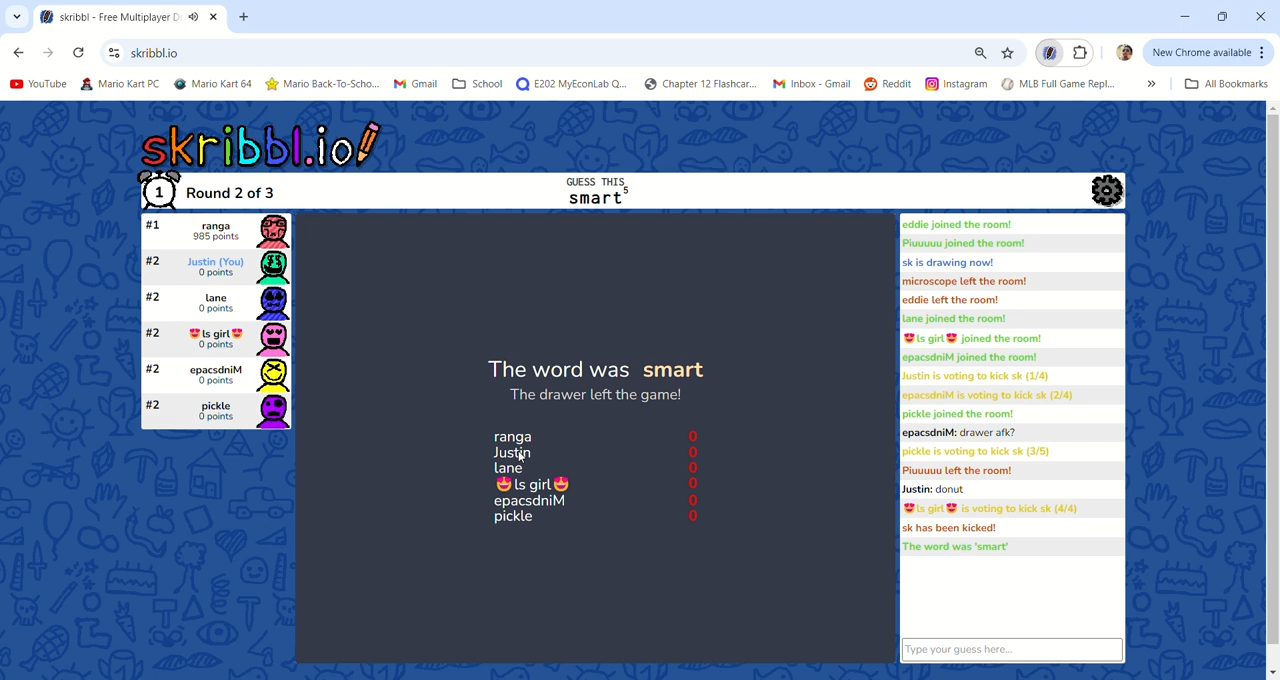 skribbl - Free Multiplayer D
skribbl.io
New Chrome available
YouTube
Mario Kart PC
Mario Kart 64
Mario Back-To-Scho...
Gmail
School
E202 MyEconLab Q...
Chapter 12 Flashcar...
Inbox - Gmail
Reddit
Instagram
MLB Full Game Repl...
»
All Bookmarks
skribbl.io
1
Round 2 of 3
GUESS THIS
smart 5
#1
ranga
985 points
#2
Justin (You)
0 points
#2
lane
0 points
#2
😍ls girl😍
0 points
#2
epacsdniM
0 points
#2
pickle
0 points
The word was smart
The drawer left the game!
ranga 0
Justin 0
lane 0
😍ls girl😍 0
epacsdniM 0
pickle 0
eddie joined the room!
Piuuuuu joined the room!
sk is drawing now!
microscope left the room!
eddie left the room!
lane joined the room!
😍ls girl😍 joined the room!
epacsdniM joined the room!
Justin is voting to kick sk (1/4)
epacsdniM is voting to kick sk (2/4)
pickle joined the room!
epacsdniM: drawer afk?
pickle is voting to kick sk (3/5)
Piuuuuu left the room!
Justin: donut
😍ls girl😍 is voting to kick sk (4/4)
sk has been kicked!
The word was 'smart'
Type your guess here...